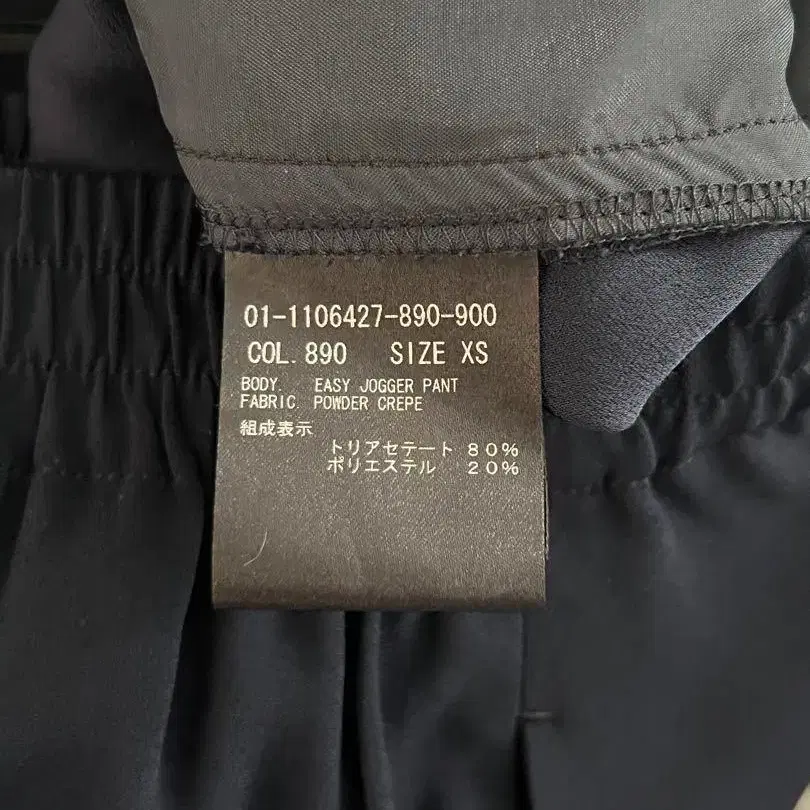 01-1106427-890-900
COL. 890 SIZE XS
BODY. EASY JOGGER PANT
FABRIC. POWDER CREPE
組成表示
トリアセテート 80%
ポリエステル 20%